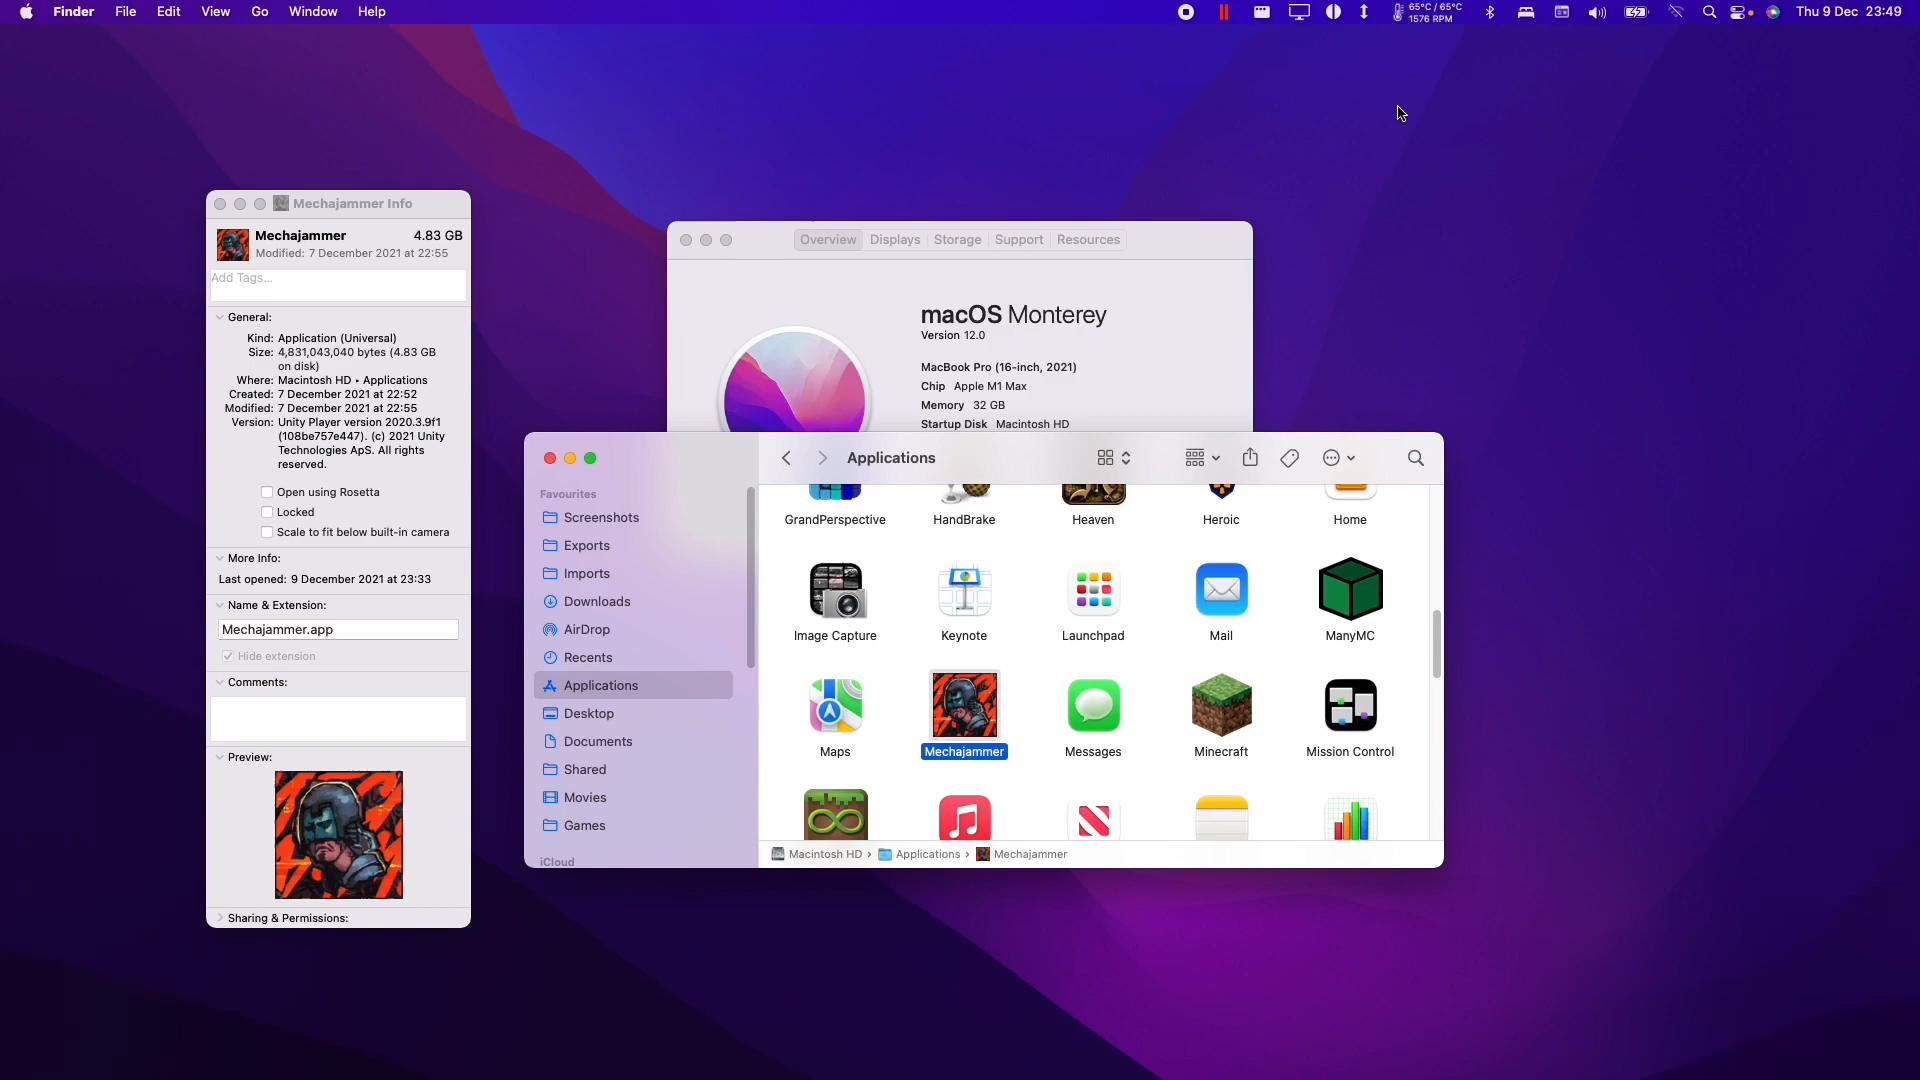 Finder File Edit View Go Window Help
65°C / 65°C
1576 RPM
Thu 9 Dec 23:49
Mechajammer Info
Mechajammer 4.83 GB
Modified: 7 December 2021 at 22:55
Add Tags...
General:
Kind: Application (Universal)
Size: 4,831,043,040 bytes (4.83 GB
on disk)
Where: Macintosh HD ▸ Applications
Created: 7 December 2021 at 22:52
Modified: 7 December 2021 at 22:55
Version: Unity Player version 2020.3.9f1
(108be757e447). (c) 2021 Unity
Technologies ApS. All rights
reserved.
Open using Rosetta
Locked
Scale to fit below built-in camera
More Info:
Last opened: 9 December 2021 at 23:33
Name & Extension:
Mechajammer.app
Hide extension
Comments:
Preview:
Sharing & Permissions:
Overview Displays Storage Support Resources
macOS Monterey
Version 12.0
MacBook Pro (16-inch, 2021)
Chip Apple M1 Max
Memory 32 GB
Startup Disk Macintosh HD
Applications
Favourites
Screenshots
Exports
Imports
Downloads
AirDrop
Recents
Applications
Desktop
Documents
Shared
Movies
Games
iCloud
GrandPerspective HandBrake Heaven Heroic Home
Image Capture Keynote Launchpad Mail ManyMC
Maps Mechajammer Messages Minecraft Mission Control
Macintosh HD › Applications › Mechajammer